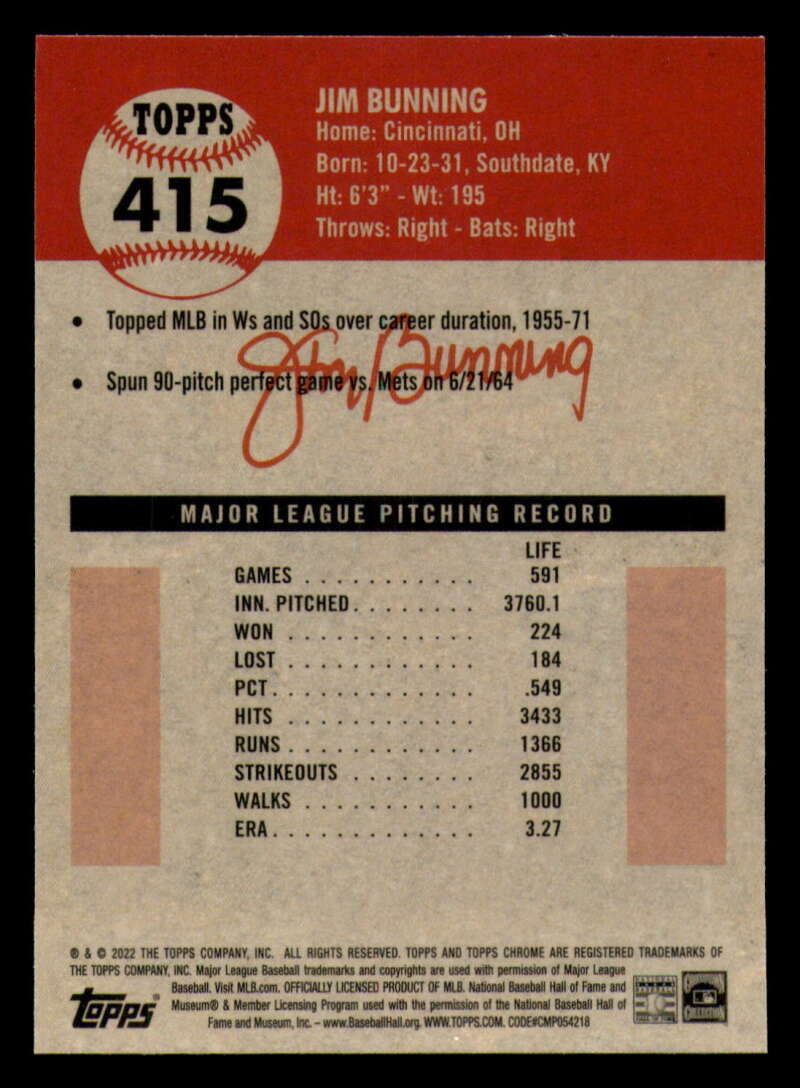 TOPPS
415
JIM BUNNING
Home: Cincinnati, OH
Born: 10-23-31, Southdate, KY
Ht: 6'3" - Wt: 195
Throws: Right - Bats: Right
• Topped MLB in Ws and SOs over career duration, 1955-71
• Spun 90-pitch perfect game vs. Mets on 6/21/64
Jim Bunning
MAJOR LEAGUE PITCHING RECORD
LIFE
GAMES . . . . . . . . . . . 591
INN. PITCHED. . . . . . . . 3760.1
WON . . . . . . . . . . . . 224
LOST . . . . . . . . . . . . 184
PCT. . . . . . . . . . . . . .549
HITS . . . . . . . . . . . . 3433
RUNS . . . . . . . . . . . . 1366
STRIKEOUTS . . . . . . . . 2855
WALKS . . . . . . . . . . . 1000
ERA. . . . . . . . . . . . . 3.27
® & © 2022 THE TOPPS COMPANY, INC. ALL RIGHTS RESERVED. TOPPS AND TOPPS CHROME ARE REGISTERED TRADEMARKS OF
THE TOPPS COMPANY, INC. Major League Baseball trademarks and copyrights are used with permission of Major League
Baseball. Visit MLB.com. OFFICIALLY LICENSED PRODUCT OF MLB. National Baseball Hall of Fame and
Museum® & Member Licensing Program used with the permission of the National Baseball Hall of
Fame and Museum, Inc. – www.BaseballHall.org. WWW.TOPPS.COM. CODE#CMP054218
Topps®